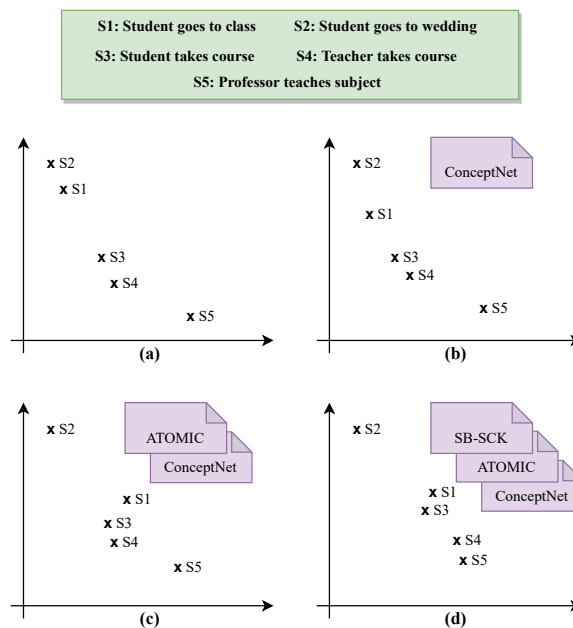 S1: Student goes to class S2: Student goes to wedding
S3: Student takes course S4: Teacher takes course
S5: Professor teaches subject
x S2
x S1
x S3
x S4
x S5
(a)
ConceptNet
x S2
x S1
x S3
x S4
x S5
(b)
ATOMIC
ConceptNet
x S2
x S1
x S3
x S4
x S5
(c)
SB-SCK
ATOMIC
ConceptNet
x S2
x S1
x S3
x S4
x S5
(d)